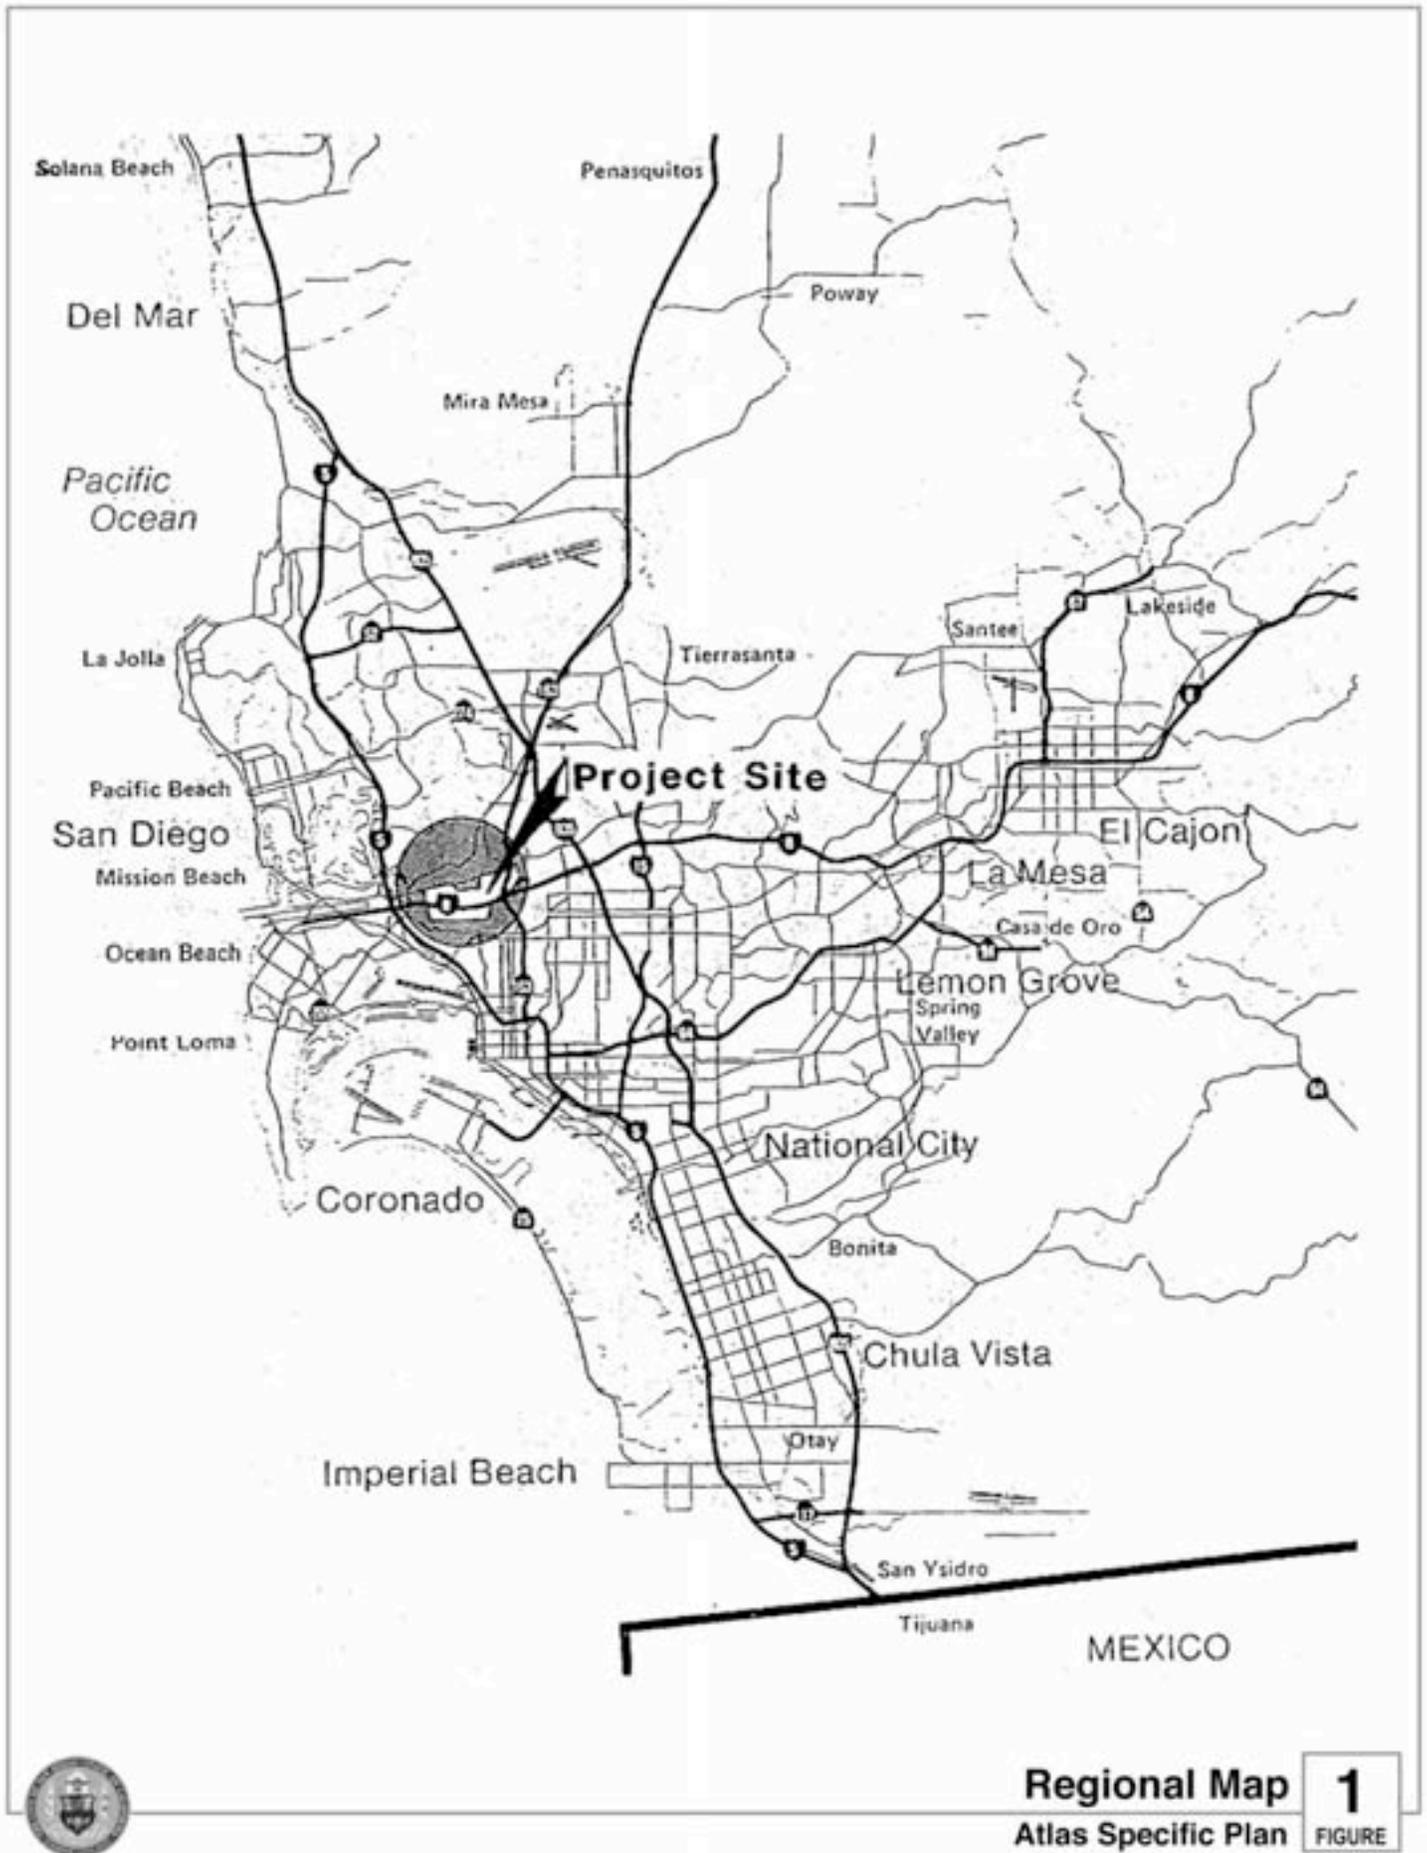 Solana Beach
Penasquitos
Del Mar
Poway
Mira Mesa
Pacific
Ocean
Lakeside
Santee
La Jolla
Tierrasanta
Project Site
Pacific Beach
San Diego
El Cajon
Mission Beach
La Mesa
Casa de Oro
Ocean Beach
Lemon Grove
Spring
Valley
Point Loma
National City
Coronado
Bonita
Chula Vista
Otay
Imperial Beach
San Ysidro
Tijuana
MEXICO
Regional Map
Atlas Specific Plan
1
FIGURE